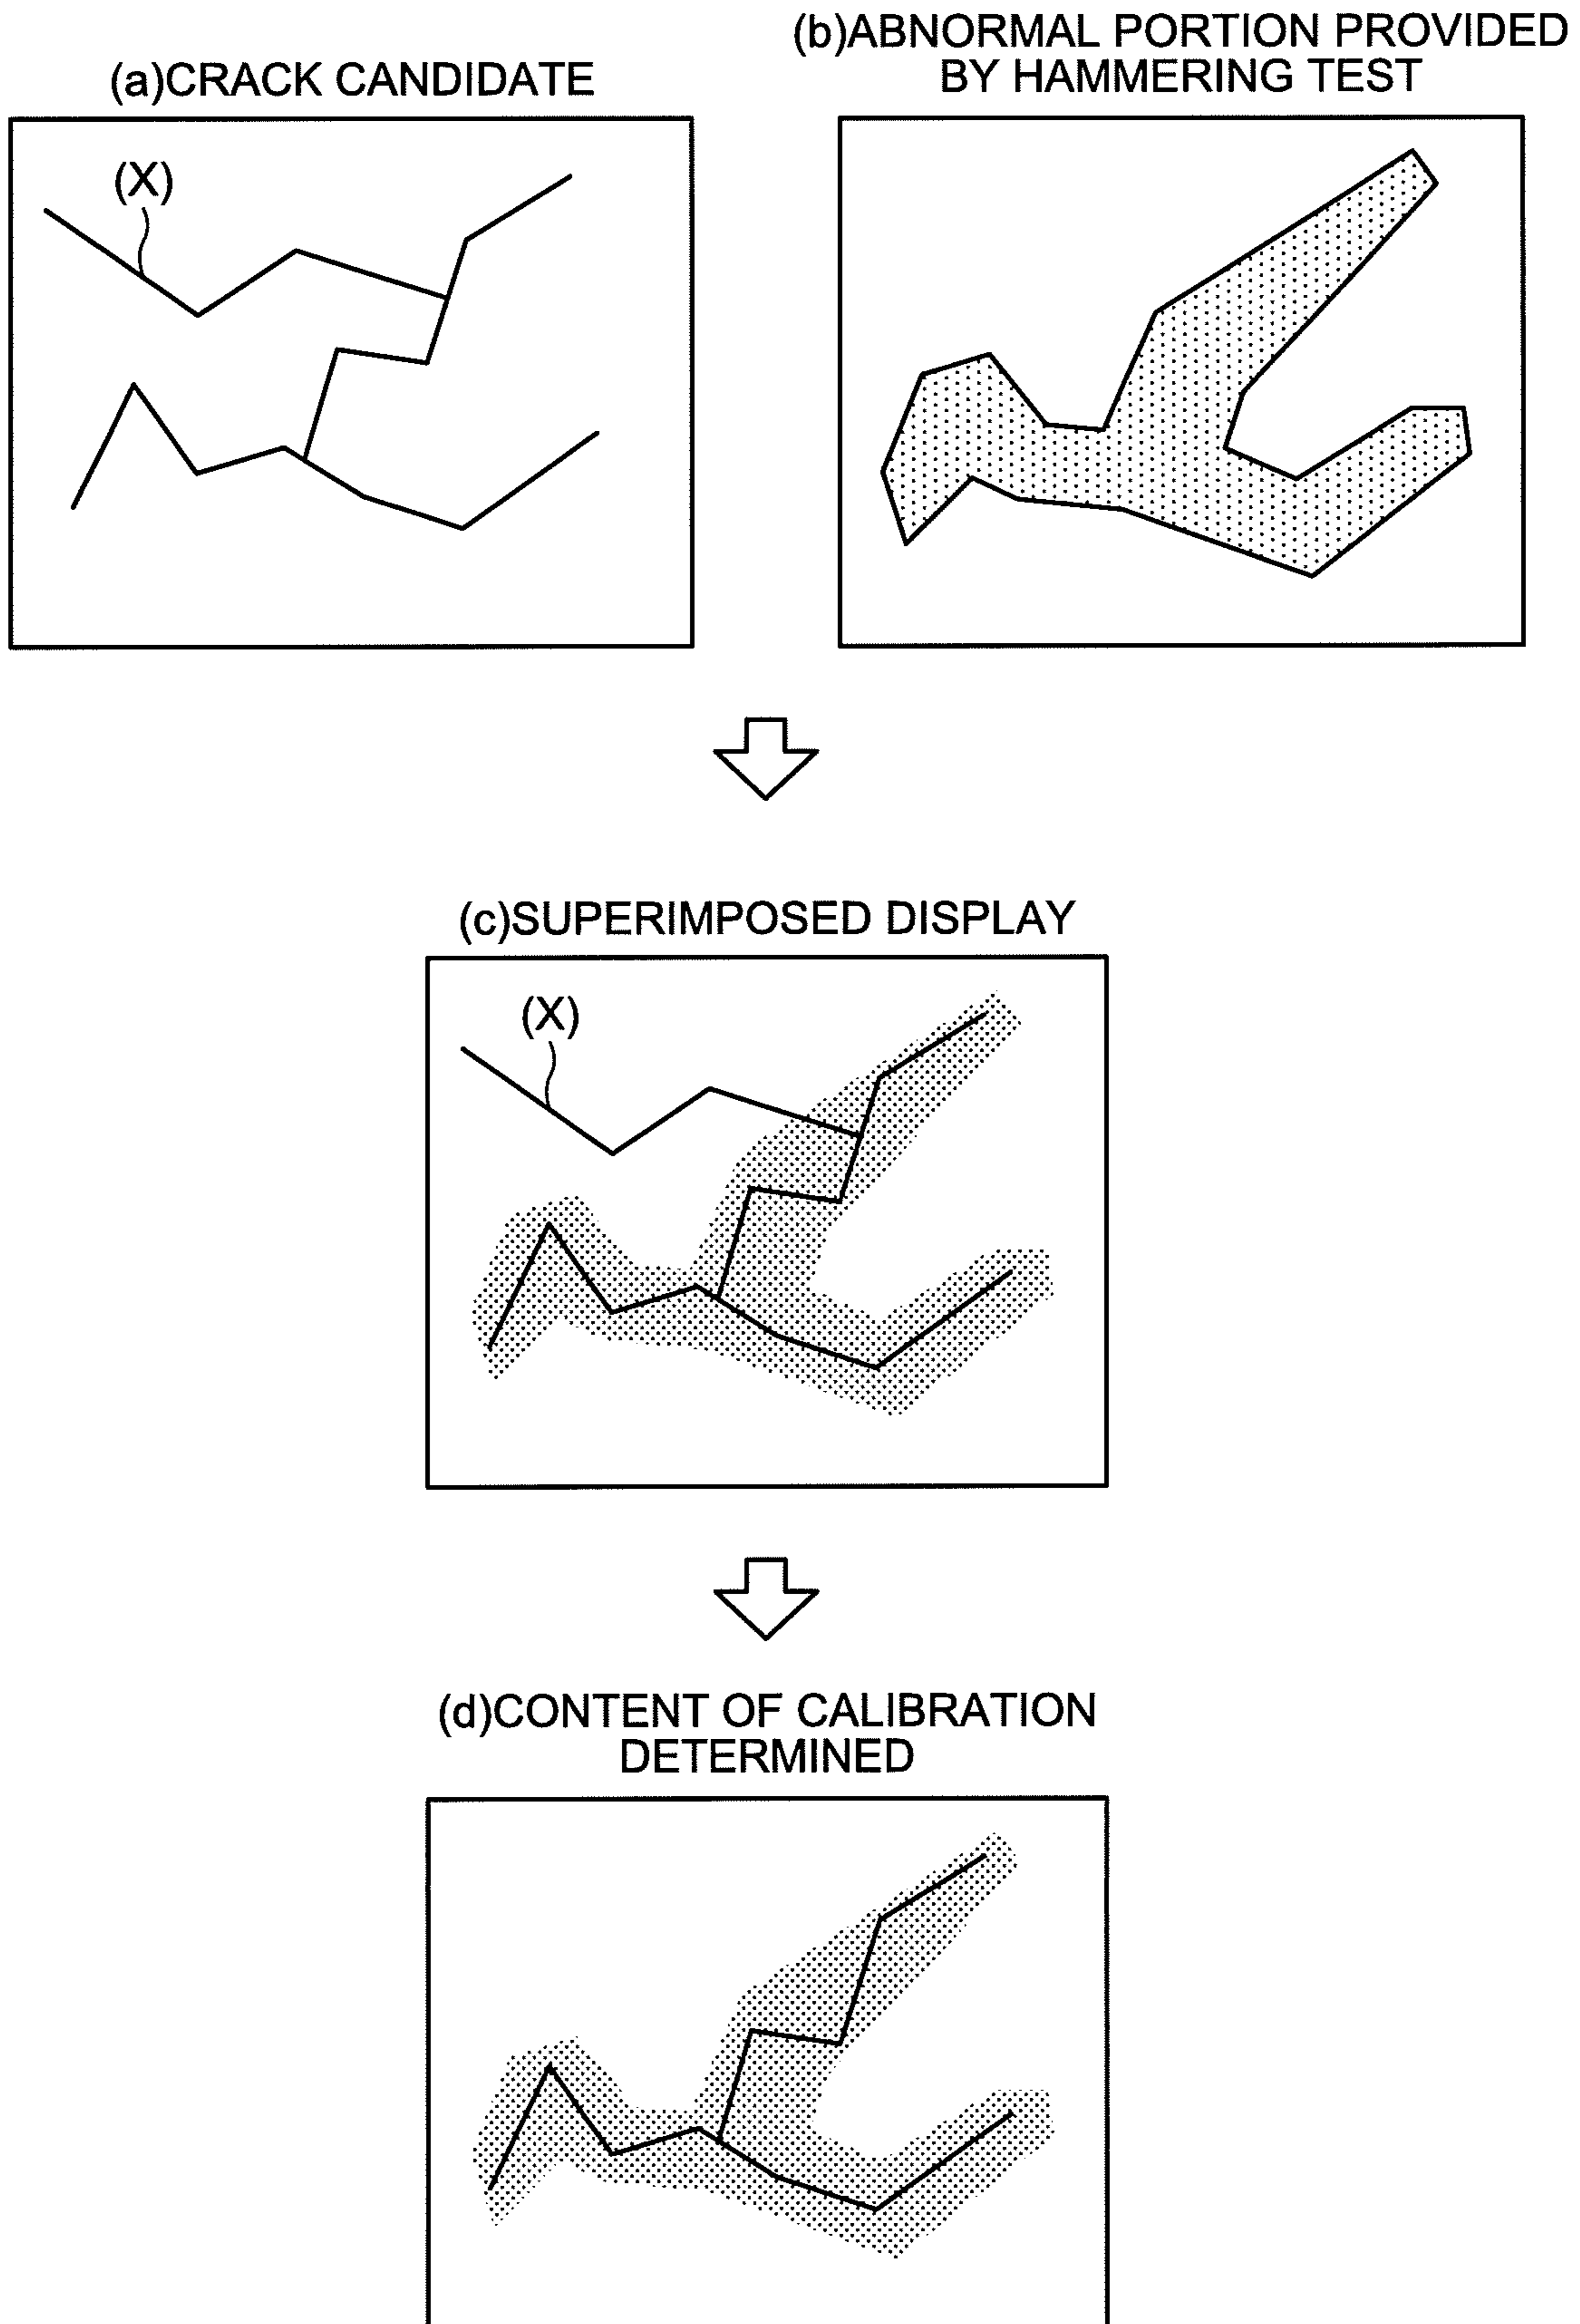 (a)CRACK CANDIDATE
(b)ABNORMAL PORTION PROVIDED
BY HAMMERING TEST
(X)
(c)SUPERIMPOSED DISPLAY
(X)
(d)CONTENT OF CALIBRATION
DETERMINED